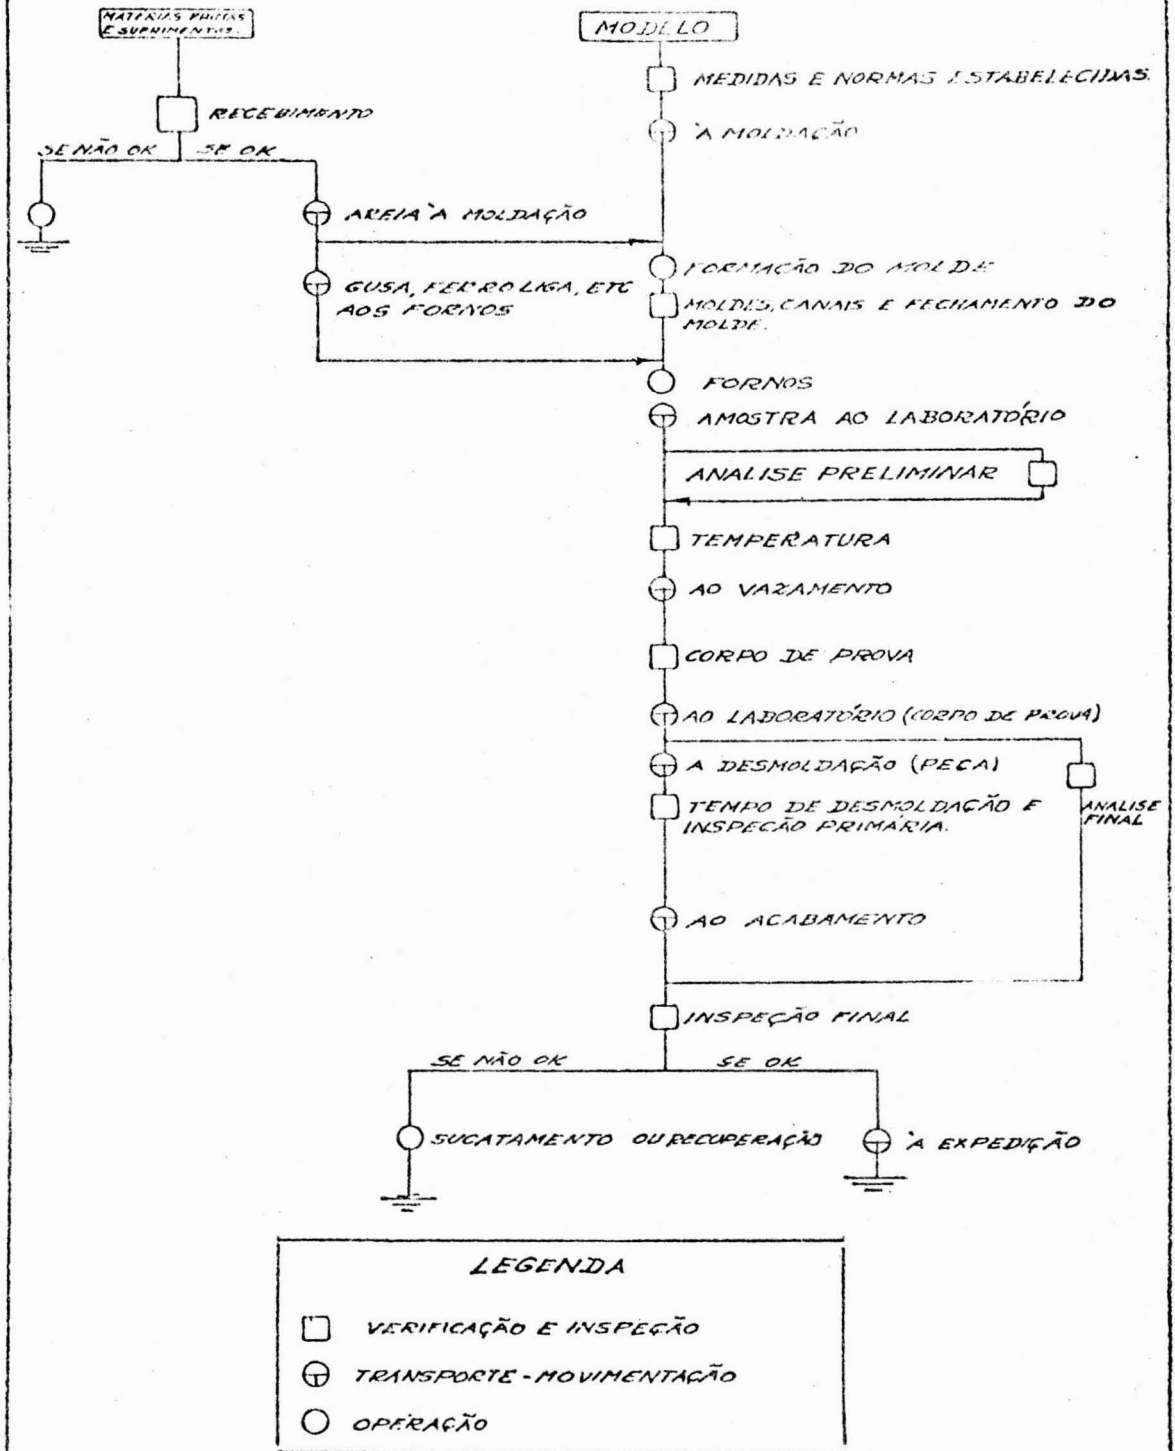 MATÉRIAS PRIMAS
E SUPRIMENTOS.
MODELO
MEDIDAS E NORMAS ESTABELECIDAS.
RECEBIMENTO
À MOLDAÇÃO
SE NÃO OK
SE OK
AREIA À MOLDAÇÃO
FORMAÇÃO DO MOLDE
GUSA, FERRO LIGA, ETC
AOS FORNOS
MOLDES, CANAIS E FECHAMENTO DO
MOLDE.
FORNOS
AMOSTRA AO LABORATÓRIO
ANALISE PRELIMINAR
TEMPERATURA
AO VAZAMENTO
CORPO DE PROVA
AO LABORATÓRIO (CORPO DE PROVA)
A DESMOLDAÇÃO (PECA)
TEMPO DE DESMOLDAÇÃO E
INSPECÃO PRIMÁRIA.
ANALISE
FINAL
AO ACABAMENTO
INSPEÇÃO FINAL
SE NÃO OK
SE OK
SUCATAMENTO OU RECUPERAÇÃO
À EXPEDIÇÃO
LEGENDA
VERIFICAÇÃO E INSPEÇÃO
TRANSPORTE-MOVIMENTAÇÃO
OPERAÇÃO